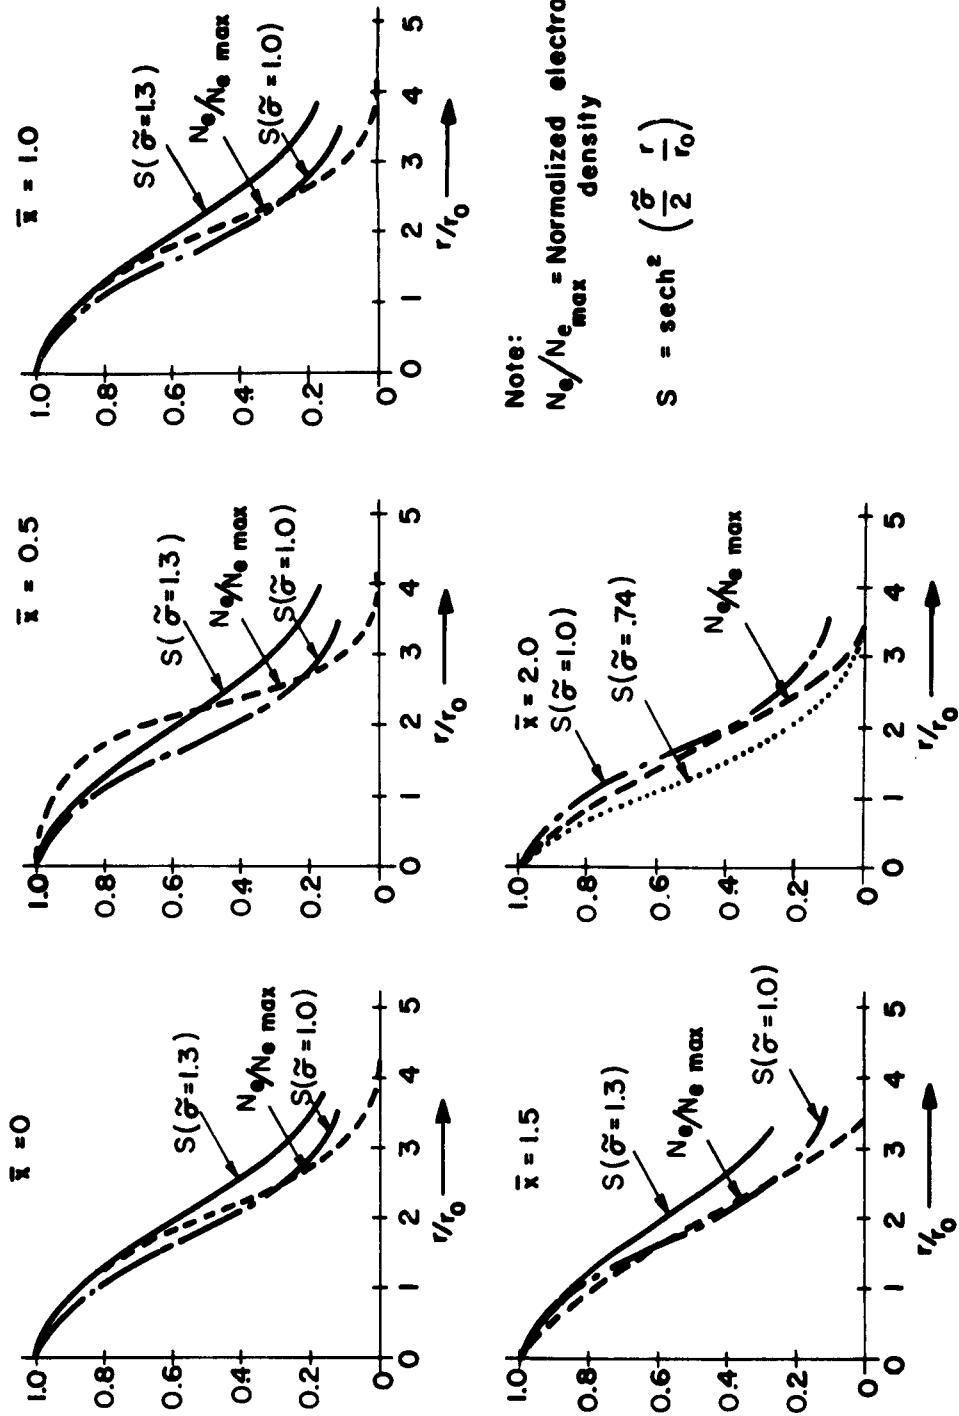 x̄ = 0
1.0
0.8
0.6
0.4
0.2
0
0 1 2 3 4 5
r/r₀
S(σ̃=1.3)
Nₑ/Nₑ max
S(σ̃=1.0)
x̄ = 0.5
1.0
0.8
0.6
0.4
0.2
0
0 1 2 3 4 5
r/r₀
S(σ̃=1.3)
Nₑ/Nₑ max
S(σ̃=1.0)
x̄ = 1.0
1.0
0.8
0.6
0.4
0.2
0
0 1 2 3 4 5
r/r₀
S(σ̃=1.3)
Nₑ/Nₑ max
S(σ̃=1.0)
x̄ = 1.5
1.0
0.8
0.6
0.4
0.2
0
0 1 2 3 4 5
r/r₀
S(σ̃=1.3)
Nₑ/Nₑ max
S(σ̃=1.0)
x̄ = 2.0
1.0
0.8
0.6
0.4
0.2
0
0 1 2 3 4 5
r/r₀
S(σ̃=1.0)
S(σ̃=.74)
Nₑ/Nₑ max
Note:
Nₑ/Nₑ max = Normalized electro
density
S = sech² (σ̃/2 r/r₀)